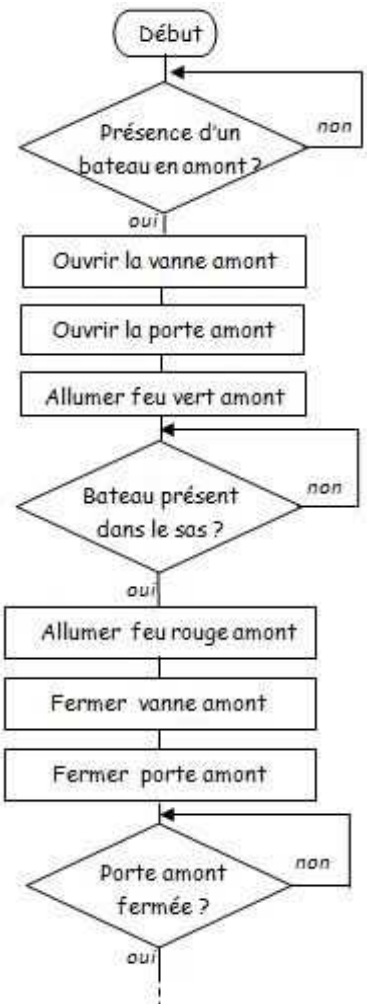 Début
Présence d'un
bateau en amont ?
non
oui
Ouvrir la vanne amont
Ouvrir la porte amont
Allumer feu vert amont
Bateau présent
dans le sas ?
non
oui
Allumer feu rouge amont
Fermer vanne amont
Fermer porte amont
Porte amont
fermée ?
non
oui